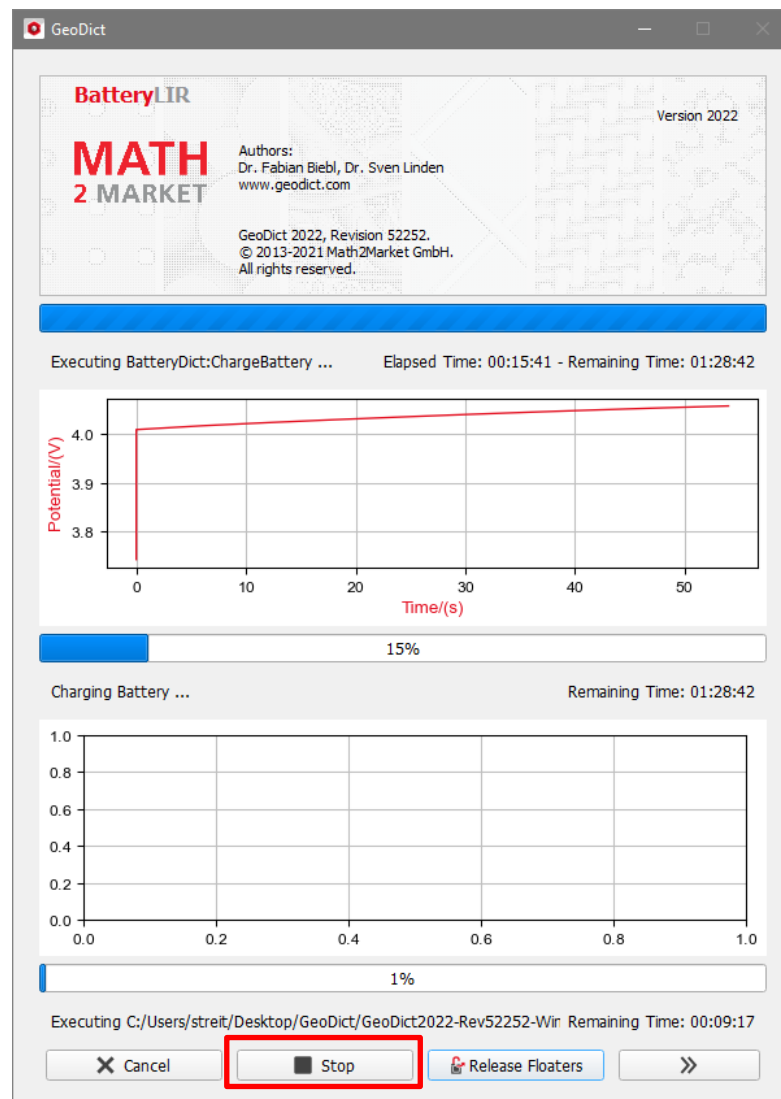 GeoDict
BatteryLIR
Version 2022
MATH
2 MARKET
Authors:
Dr. Fabian Biebl, Dr. Sven Linden
www.geodict.com
GeoDict 2022, Revision 52252.
© 2013-2021 Math2Market GmbH.
All rights reserved.
Executing BatteryDict:ChargeBattery ... Elapsed Time: 00:15:41 - Remaining Time: 01:28:42
Potential/(V)
4.0
3.9
3.8
0 10 20 30 40 50
Time/(s)
15%
Charging Battery ... Remaining Time: 01:28:42
1.0
0.8
0.6
0.4
0.2
0.0
0.0 0.2 0.4 0.6 0.8 1.0
1%
Executing C:/Users/streit/Desktop/GeoDict/GeoDict2022-Rev52252-Wir Remaining Time: 00:09:17
Cancel Stop Release Floaters »